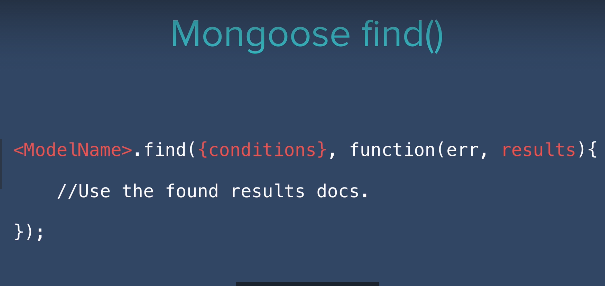 Mongoose find()
<ModelName>.find({conditions}, function(err, results){
//Use the found results docs.
});